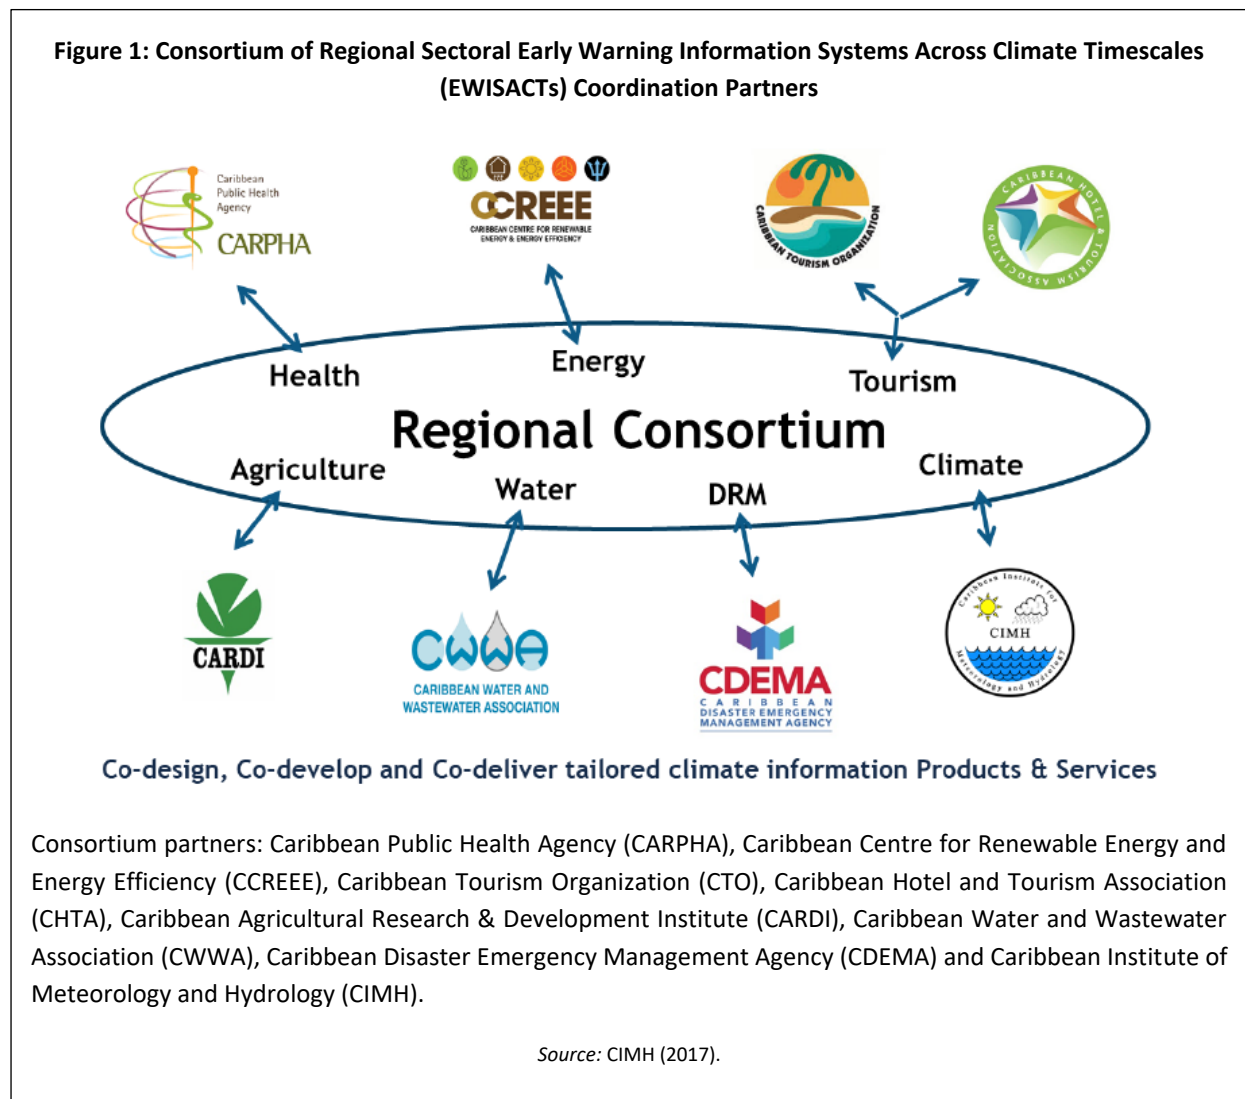 Figure 1: Consortium of Regional Sectoral Early Warning Information Systems Across Climate Timescales
(EWISACTs) Coordination Partners
Caribbean
Public Health
Agency
CARPHA
CCREEE
CARIBBEAN CENTRE FOR RENEWABLE
ENERGY & ENERGY EFFICIENCY
CARIBBEAN TOURISM ORGANIZATION
CARIBBEAN HOTEL & TOURISM ASSOCIATION
Health
Energy
Tourism
Regional Consortium
Agriculture
Water
DRM
Climate
CARDI
CWWA
CARIBBEAN WATER AND
WASTEWATER ASSOCIATION
CDEMA
CARIBBEAN
DISASTER EMERGENCY
MANAGEMENT AGENCY
Caribbean Institute for
CIMH
Meteorology and Hydrology
Co-design, Co-develop and Co-deliver tailored climate information Products & Services
Consortium partners: Caribbean Public Health Agency (CARPHA), Caribbean Centre for Renewable Energy and
Energy Efficiency (CCREEE), Caribbean Tourism Organization (CTO), Caribbean Hotel and Tourism Association
(CHTA), Caribbean Agricultural Research & Development Institute (CARDI), Caribbean Water and Wastewater
Association (CWWA), Caribbean Disaster Emergency Management Agency (CDEMA) and Caribbean Institute of
Meteorology and Hydrology (CIMH).
Source: CIMH (2017).